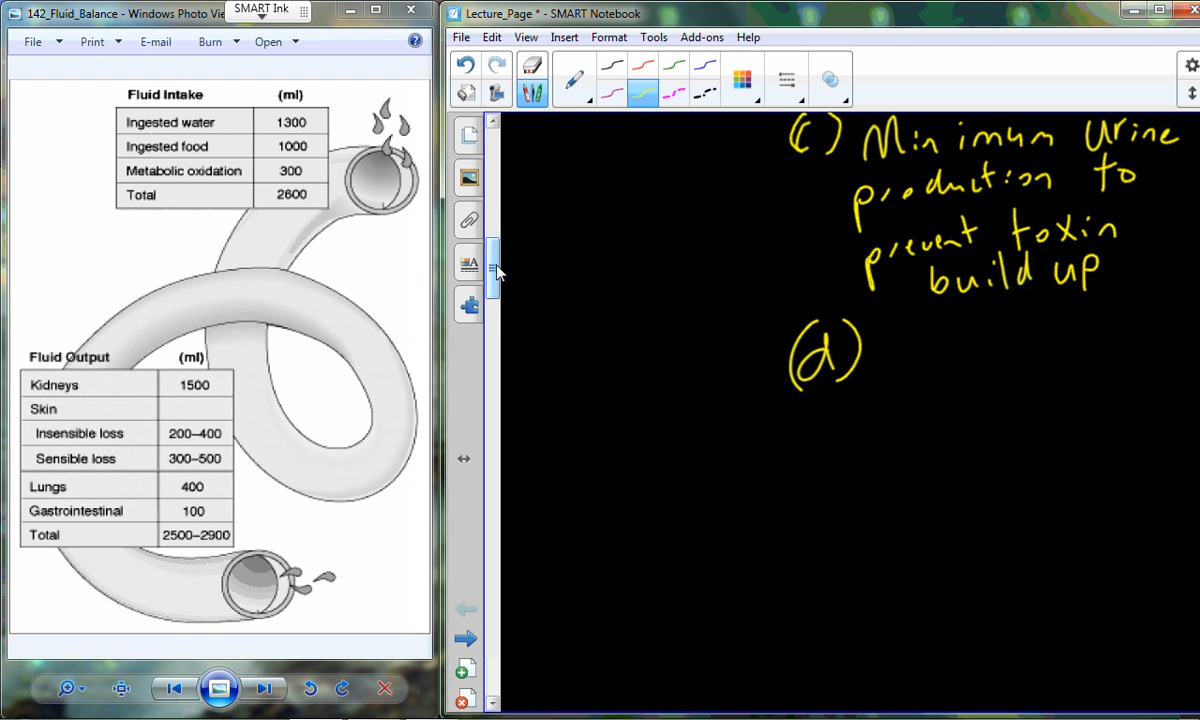 142_Fluid_Balance - Windows Photo Vie
SMART Ink
File Print E-mail Burn Open
Fluid Intake (ml)
Ingested water 1300
Ingested food 1000
Metabolic oxidation 300
Total 2600
Fluid Output (ml)
Kidneys 1500
Skin
Insensible loss 200–400
Sensible loss 300–500
Lungs 400
Gastrointestinal 100
Total 2500–2900
Lecture_Page * - SMART Notebook
File Edit View Insert Format Tools Add-ons Help
(c) Minimum Urine
production to
prevent toxin
build up
(d)